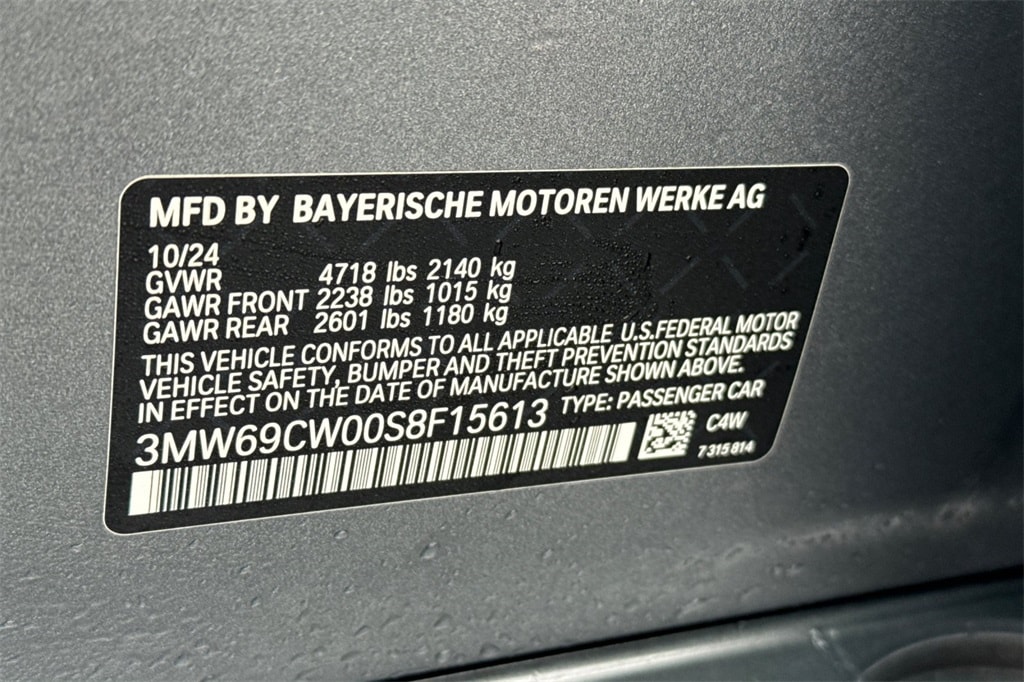 MFD BY BAYERISCHE MOTOREN WERKE AG
10/24
GVWR 4718 lbs 2140 kg
GAWR FRONT 2238 lbs 1015 kg
GAWR REAR 2601 lbs 1180 kg
THIS VEHICLE CONFORMS TO ALL APPLICABLE U.S.FEDERAL MOTOR
VEHICLE SAFETY, BUMPER AND THEFT PREVENTION STANDARDS
IN EFFECT ON THE DATE OF MANUFACTURE SHOWN ABOVE.
3MW69CW00S8F15613 TYPE: PASSENGER CAR
C4W
7 315 814